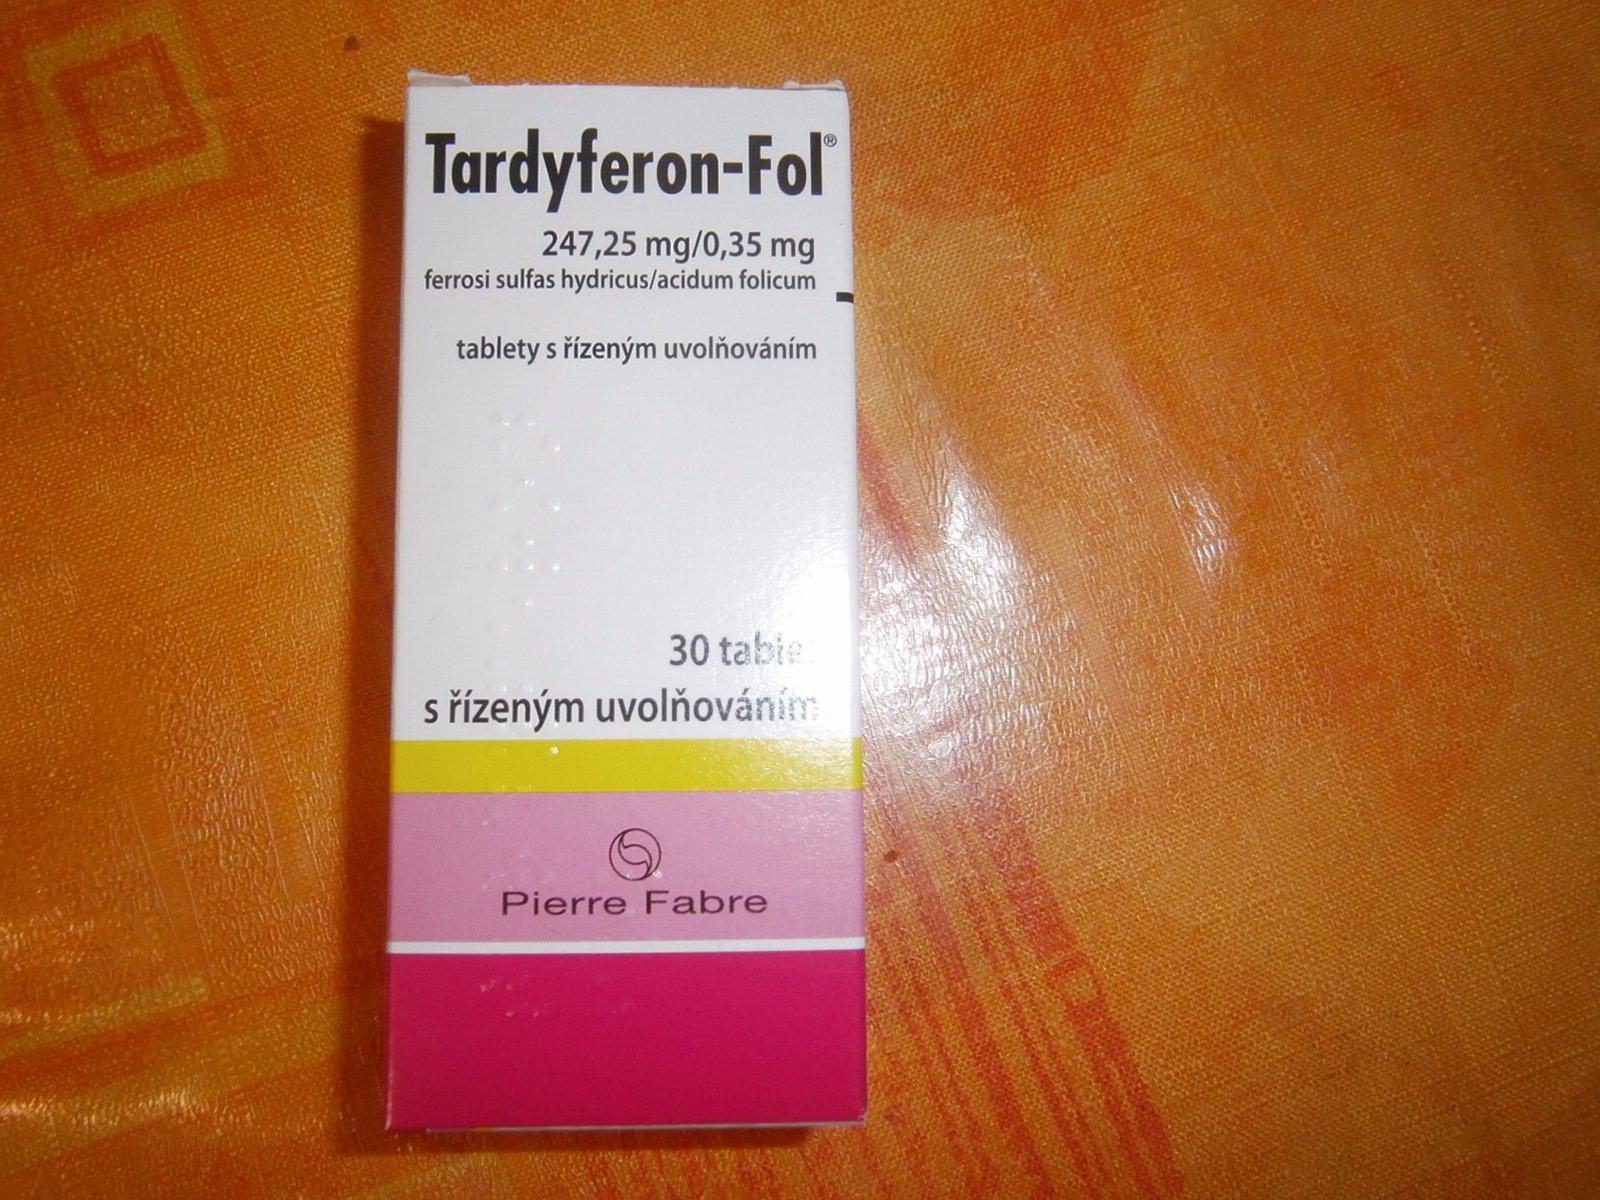 Tardyferon-Fol®
247,25 mg/0,35 mg
ferrosi sulfas hydricus/acidum folicum
tablety s řízeným uvolňováním
30 tablet
s řízeným uvolňováním
Pierre Fabre